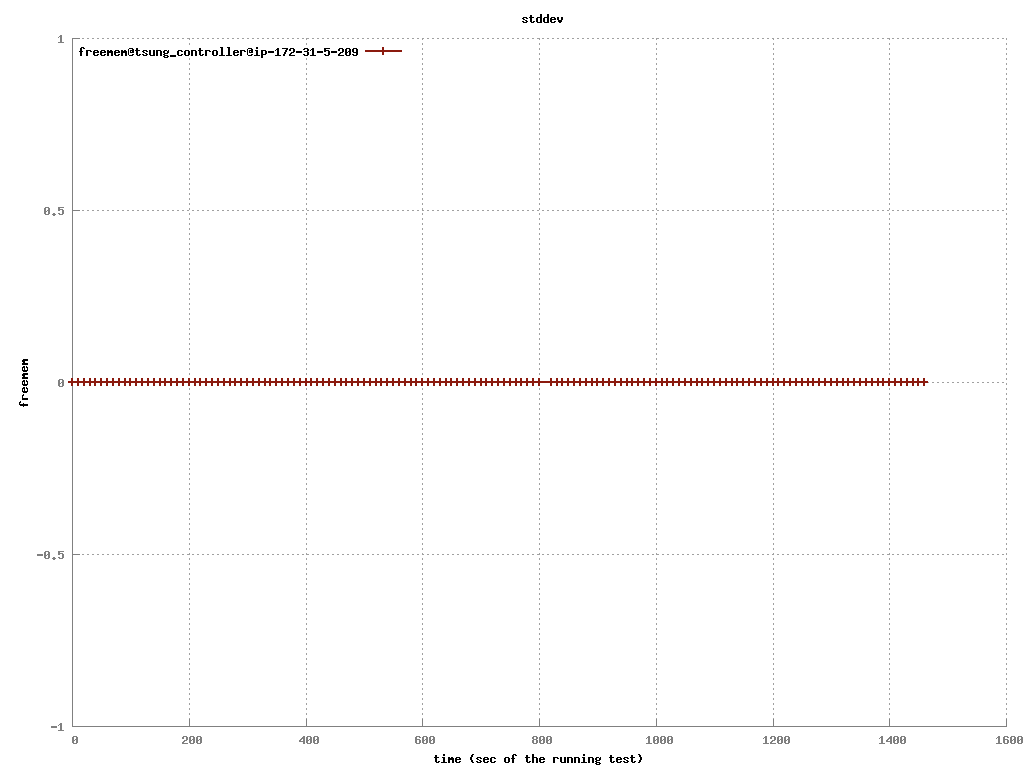 stddev
freemem@tsung_controller@ip-172-31-5-209
1
0.5
0
-0.5
-1
freemem
0 200 400 600 800 1000 1200 1400 1600
time (sec of the running test)